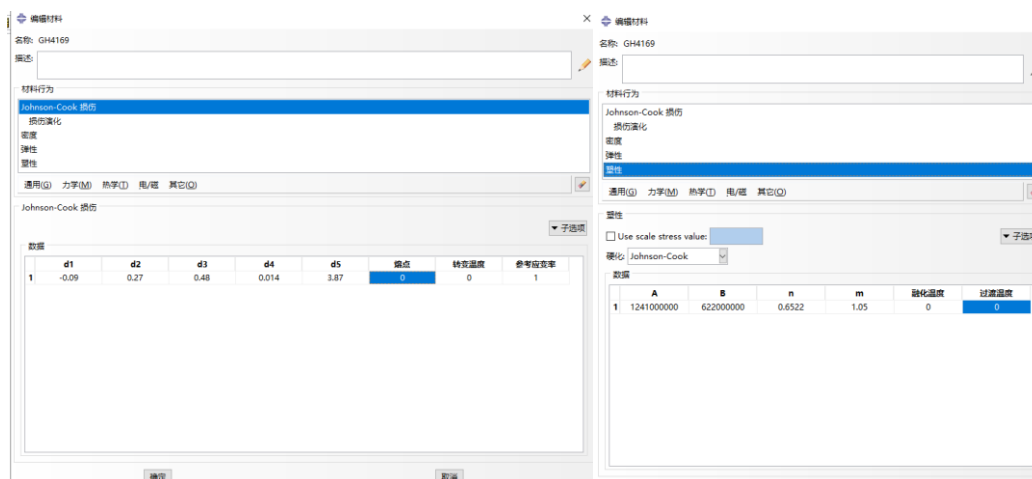 编辑材料
名称: GH4169
描述:
材料行为
Johnson-Cook 损伤
损伤演化
密度
弹性
塑性
通用(G) 力学(M) 热学(T) 电/磁 其它(O)
Johnson-Cook 损伤
▼ 子选项
数据
d1 d2 d3 d4 d5 熔点 转变温度 参考应变率
1 -0.09 0.27 0.48 0.014 3.87 0 0 1
确定 取消
编辑材料
名称: GH4169
描述:
材料行为
Johnson-Cook 损伤
损伤演化
密度
弹性
塑性
通用(G) 力学(M) 热学(T) 电/磁 其它(O)
塑性
Use scale stress value:
▼ 子选项
硬化: Johnson-Cook
数据
A B n m 融化温度 过渡温度
1 1241000000 622000000 0.6522 1.05 0 0